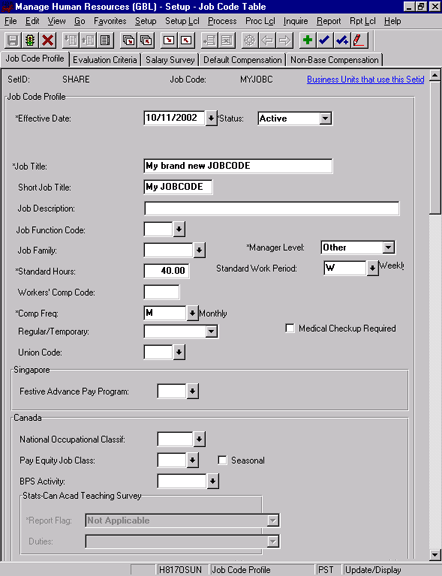 Manage Human Resources (GBL) - Setup - Job Code Table
File Edit View Go Favorites Setup Setup Lcl Process Proc Lcl Inquire Report Rpt Lcl Help
Job Code Profile Evaluation Criteria Salary Survey Default Compensation Non-Base Compensation
SetID: SHARE Job Code: MYJOBC Business Units that use this Setid
Job Code Profile
*Effective Date: 10/11/2002 *Status: Active
*Job Title: My brand new JOBCODE
Short Job Title: My JOBCODE
Job Description:
Job Function Code:
Job Family: *Manager Level: Other
*Standard Hours: 40.00 Standard Work Period: W Weekly
Workers' Comp Code:
*Comp Freq: M Monthly
Regular/Temporary: Medical Checkup Required
Union Code:
Singapore
Festive Advance Pay Program:
Canada
National Occupational Classif:
Pay Equity Job Class: Seasonal
BPS Activity:
Stats-Can Acad Teaching Survey
*Report Flag: Not Applicable
Duties:
H817OSUN Job Code Profile PST Update/Display